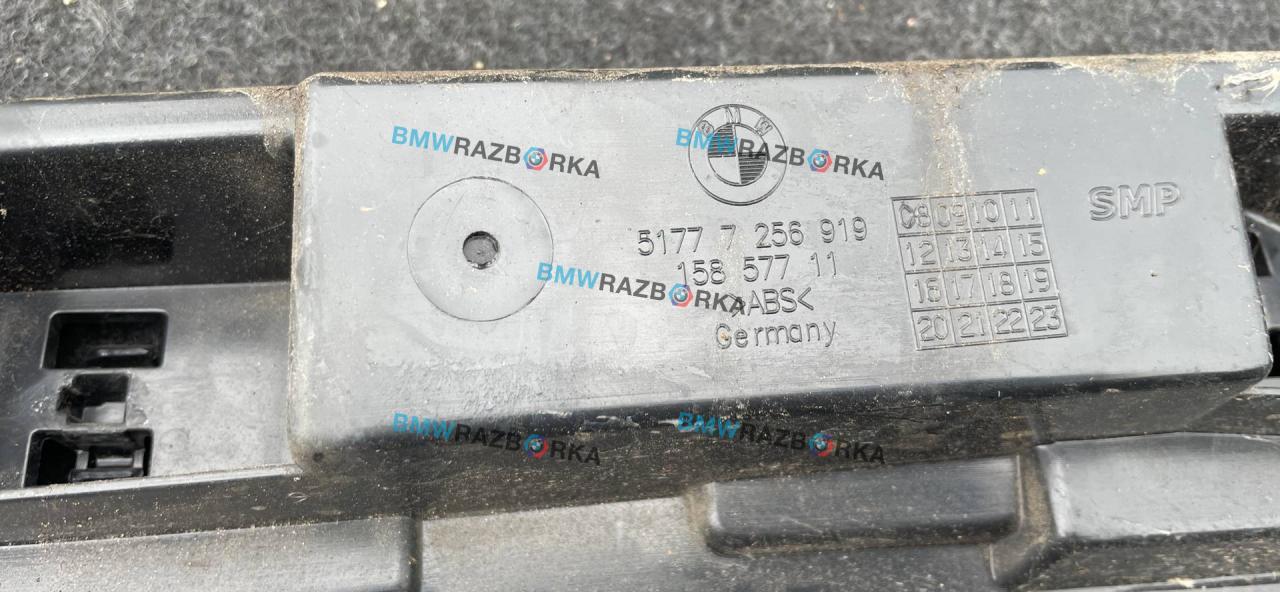 BMW
BMWRAZBORKA
BMWRAZBORKA
5177 7 256 919
158 577 11
>ABS<
Germany
08 09 10 11
12 13 14 15
16 17 18 19
20 21 22 23
SMP
BMWRAZBORKA
BMWRAZBORKA
BMWRAZBORKA